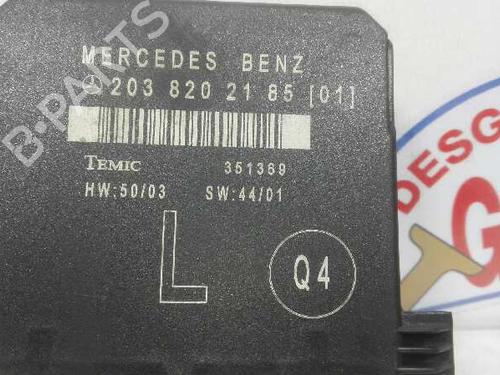 MERCEDES BENZ
203 820 21 85 [01]
TEMIC 351369
HW:50/03 SW:44/01
L
Q4
B-PARTS
DESG
G